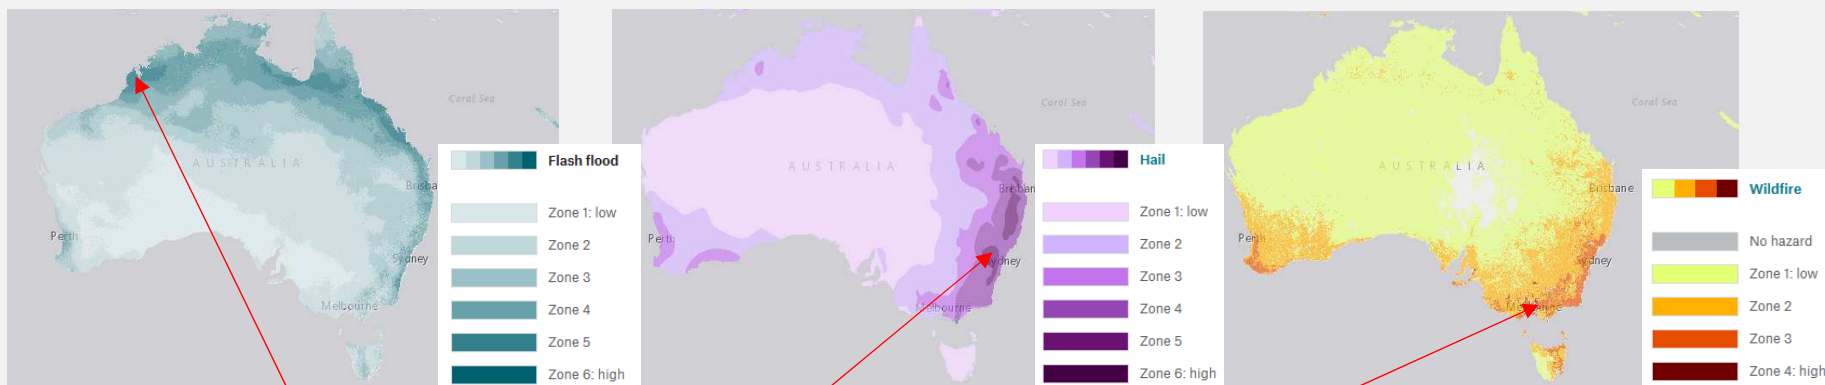 Coral Sea
AUSTRALIA
Brisba
Perth
Sydney
Melbourne
Flash flood
Zone 1: low
Zone 2
Zone 3
Zone 4
Zone 5
Zone 6: high
Coral Sea
AUSTRALIA
Brisban
Perth
Sydney
Melbourne
Hail
Zone 1: low
Zone 2
Zone 3
Zone 4
Zone 5
Zone 6: high
Coral Sea
AUSTRALIA
Brisbane
Perth
Sydney
Melbourne
Wildfire
No hazard
Zone 1: low
Zone 2
Zone 3
Zone 4: high